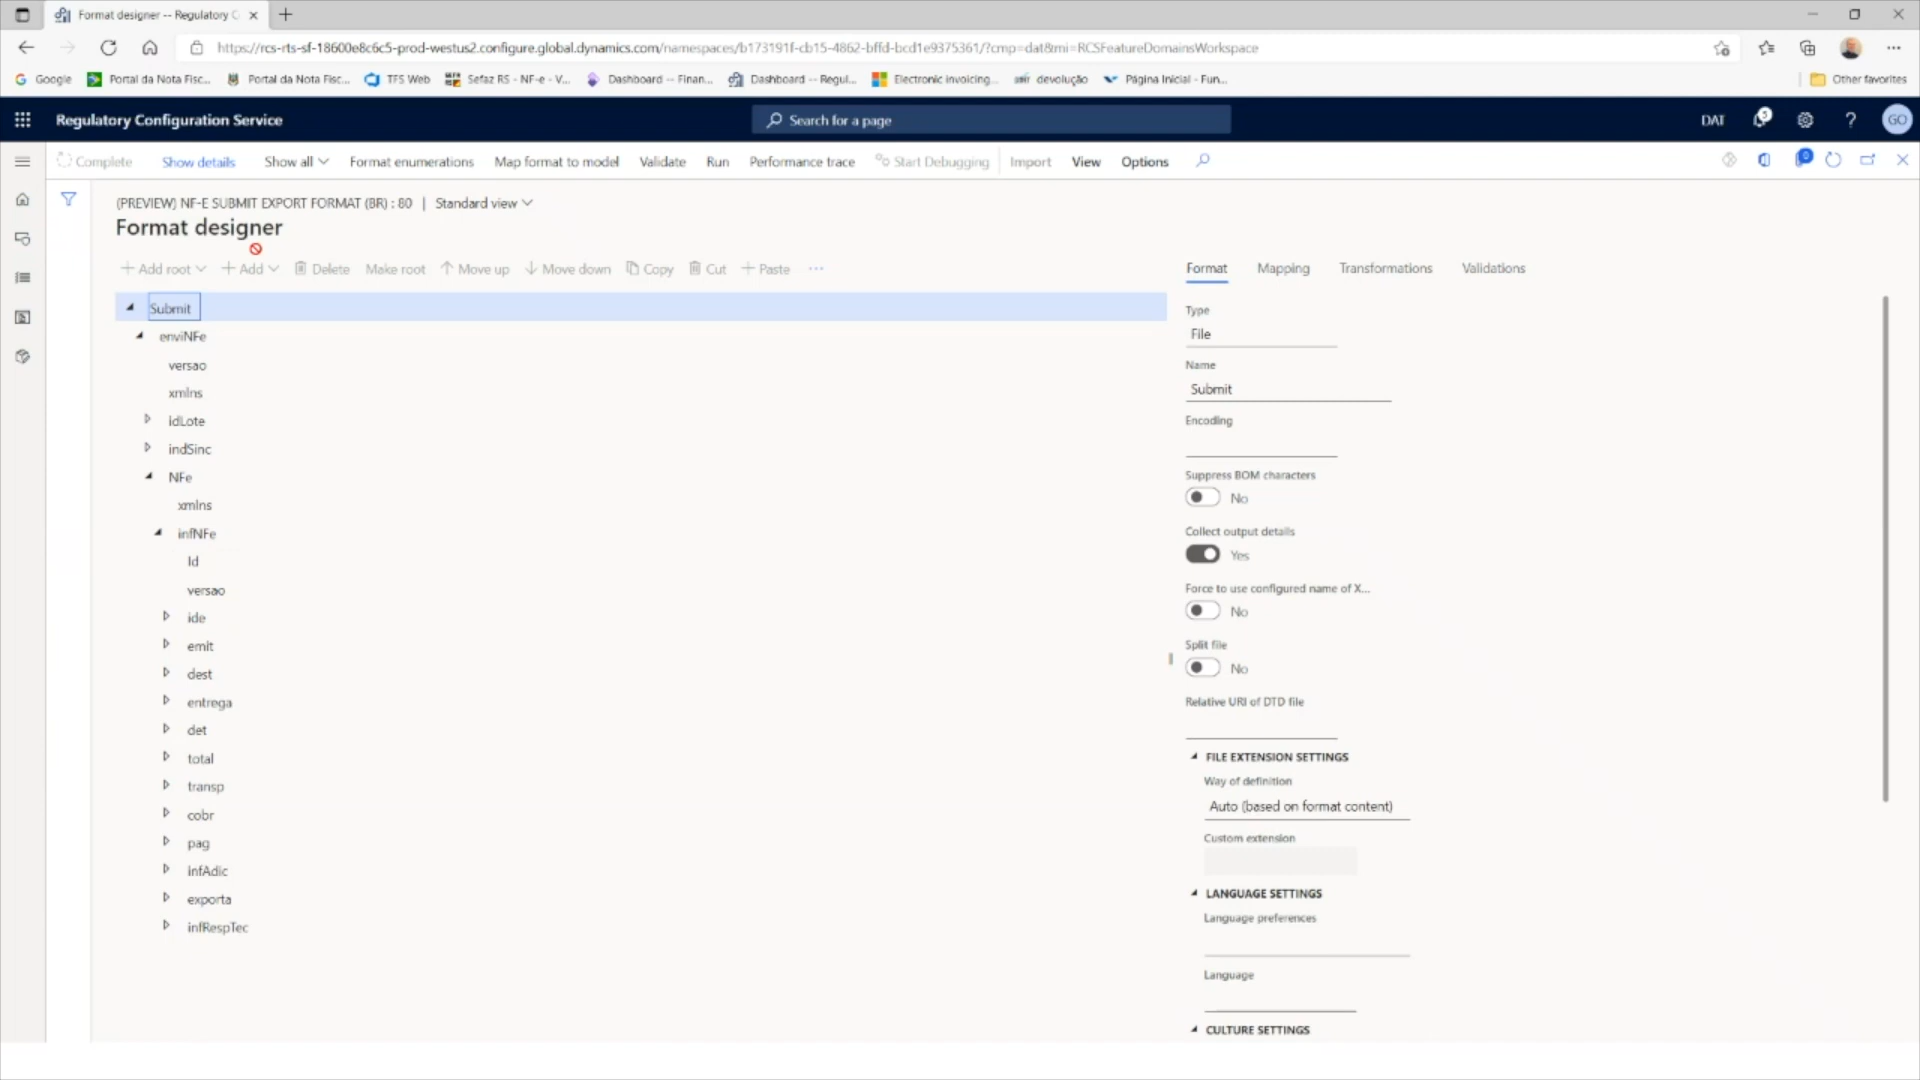 Format designer -- Regulatory C
https://rcs-rts-sf-18600e8c6c5-prod-westus2.configure.global.dynamics.com/namespaces/b173191f-cb15-4862-bffd-bcd1e9375361/?cmp=dat&mi=RCSFeatureDomainsWorkspace
Google Portal da Nota Fisc... Portal da Nota Fisc... TFS Web Sefaz RS - NF-e - V... Dashboard -- Finan... Dashboard -- Regul... Electronic invoicing... devolução Página Inicial - Fun... Other favorites
Regulatory Configuration Service Search for a page DAT GO
Complete Show details Show all Format enumerations Map format to model Validate Run Performance trace Start Debugging Import View Options
(PREVIEW) NF-E SUBMIT EXPORT FORMAT (BR) : 80 | Standard view
Format designer
Add root Add Delete Make root Move up Move down Copy Cut Paste ...
Submit
enviNFe
versao
xmlns
idLote
indSinc
NFe
xmlns
infNFe
Id
versao
ide
emit
dest
entrega
det
total
transp
cobr
pag
infAdic
exporta
infRespTec
Format Mapping Transformations Validations
Type
File
Name
Submit
Encoding
Suppress BOM characters
No
Collect output details
Yes
Force to use configured name of X...
No
Split file
No
Relative URI of DTD file
FILE EXTENSION SETTINGS
Way of definition
Auto (based on format content)
Custom extension
LANGUAGE SETTINGS
Language preferences
Language
CULTURE SETTINGS